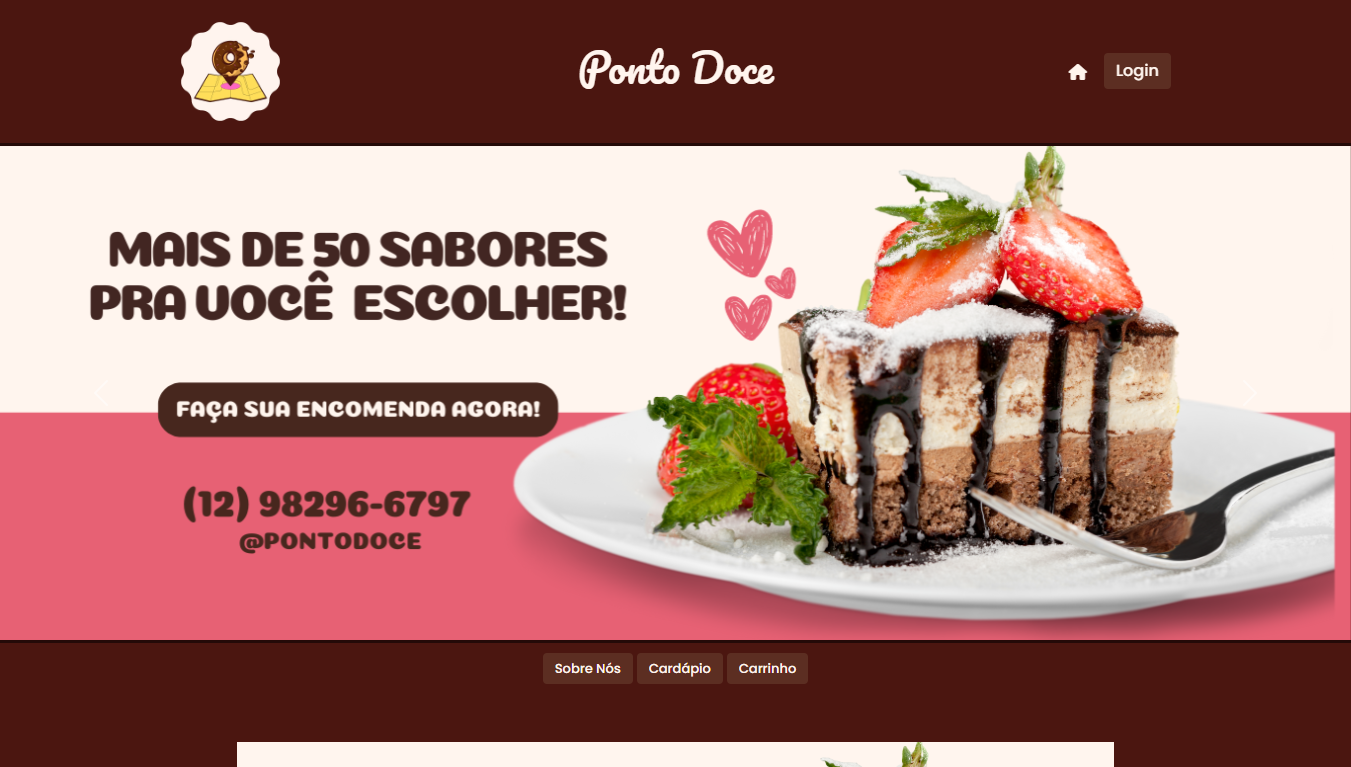 Ponto Doce
Login
MAIS DE 50 SABORES
PRA VOCÊ ESCOLHER!
FAÇA SUA ENCOMENDA AGORA!
(12) 98296-6797
@PONTODOCE
Sobre Nós
Cardápio
Carrinho